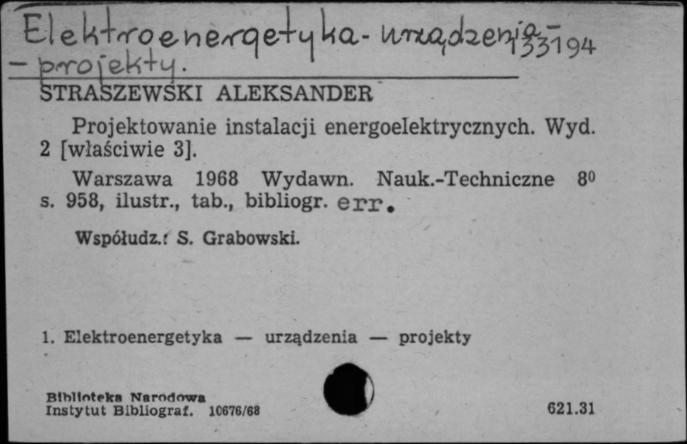 Elektroenergetyka - urządzenia -
133194
- projekty.
STRASZEWSKI ALEKSANDER
Projektowanie instalacji energoelektrycznych. Wyd.
2 [właściwie 3].
Warszawa 1968 Wydawn. Nauk.-Techniczne 8⁰
s. 958, ilustr., tab., bibliogr. err.
Współudz.: S. Grabowski.
1. Elektroenergetyka — urządzenia — projekty
Biblioteka Narodowa
Instytut Bibliograf. 10676/68
621.31